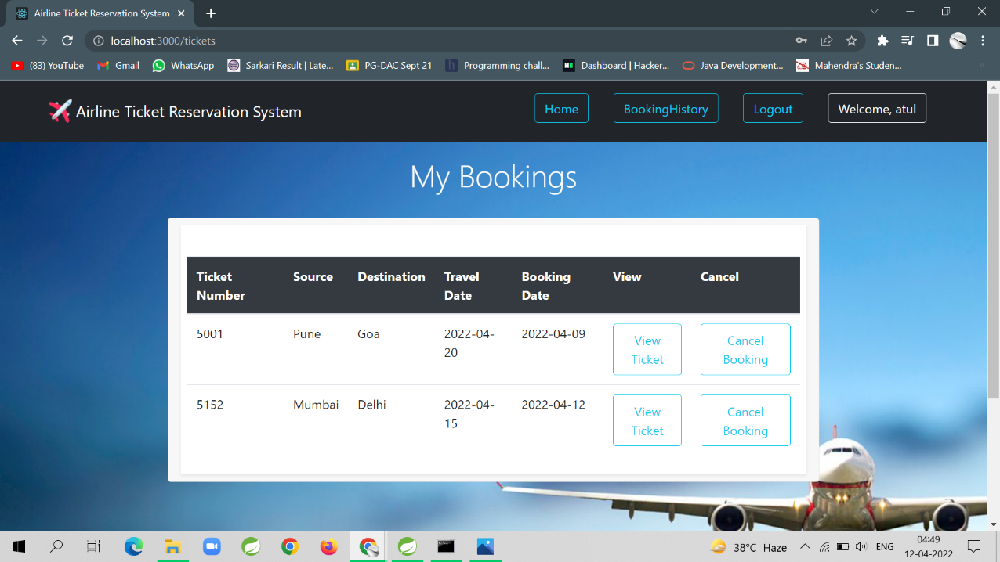 Airline Ticket Reservation System
localhost:3000/tickets
(83) YouTube Gmail WhatsApp Sarkari Result | Late... PG-DAC Sept 21 Programming chall... Dashboard | Hacker... Java Development... Mahendra's Studen...
Airline Ticket Reservation System Home BookingHistory Logout Welcome, atul
My Bookings
Ticket Number Source Destination Travel Date Booking Date View Cancel
5001 Pune Goa 2022-04-20 2022-04-09 View Ticket Cancel Booking
5152 Mumbai Delhi 2022-04-15 2022-04-12 View Ticket Cancel Booking
38°C Haze ENG 04:49
12-04-2022